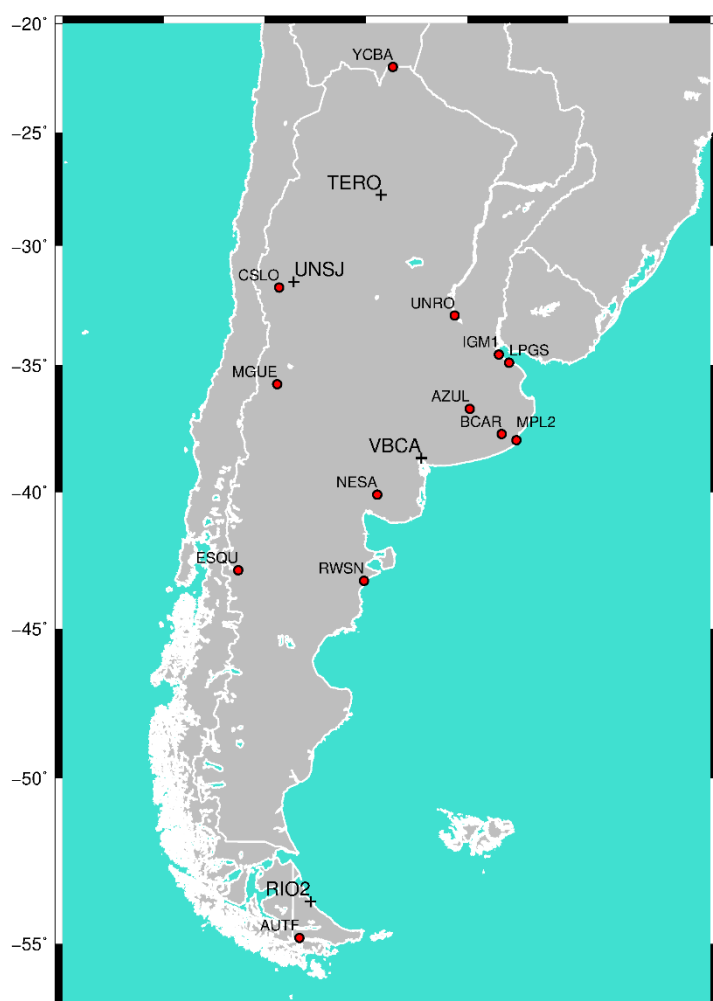 −20˚
YCBA
−25˚
TERO
−30˚
UNSJ
CSLO
UNRO
IGM1
LPGS
−35˚
MGUE
AZUL
BCAR
MPL2
VBCA
NESA
−40˚
ESQU
RWSN
−45˚
−50˚
RIO2
AUTF
−55˚